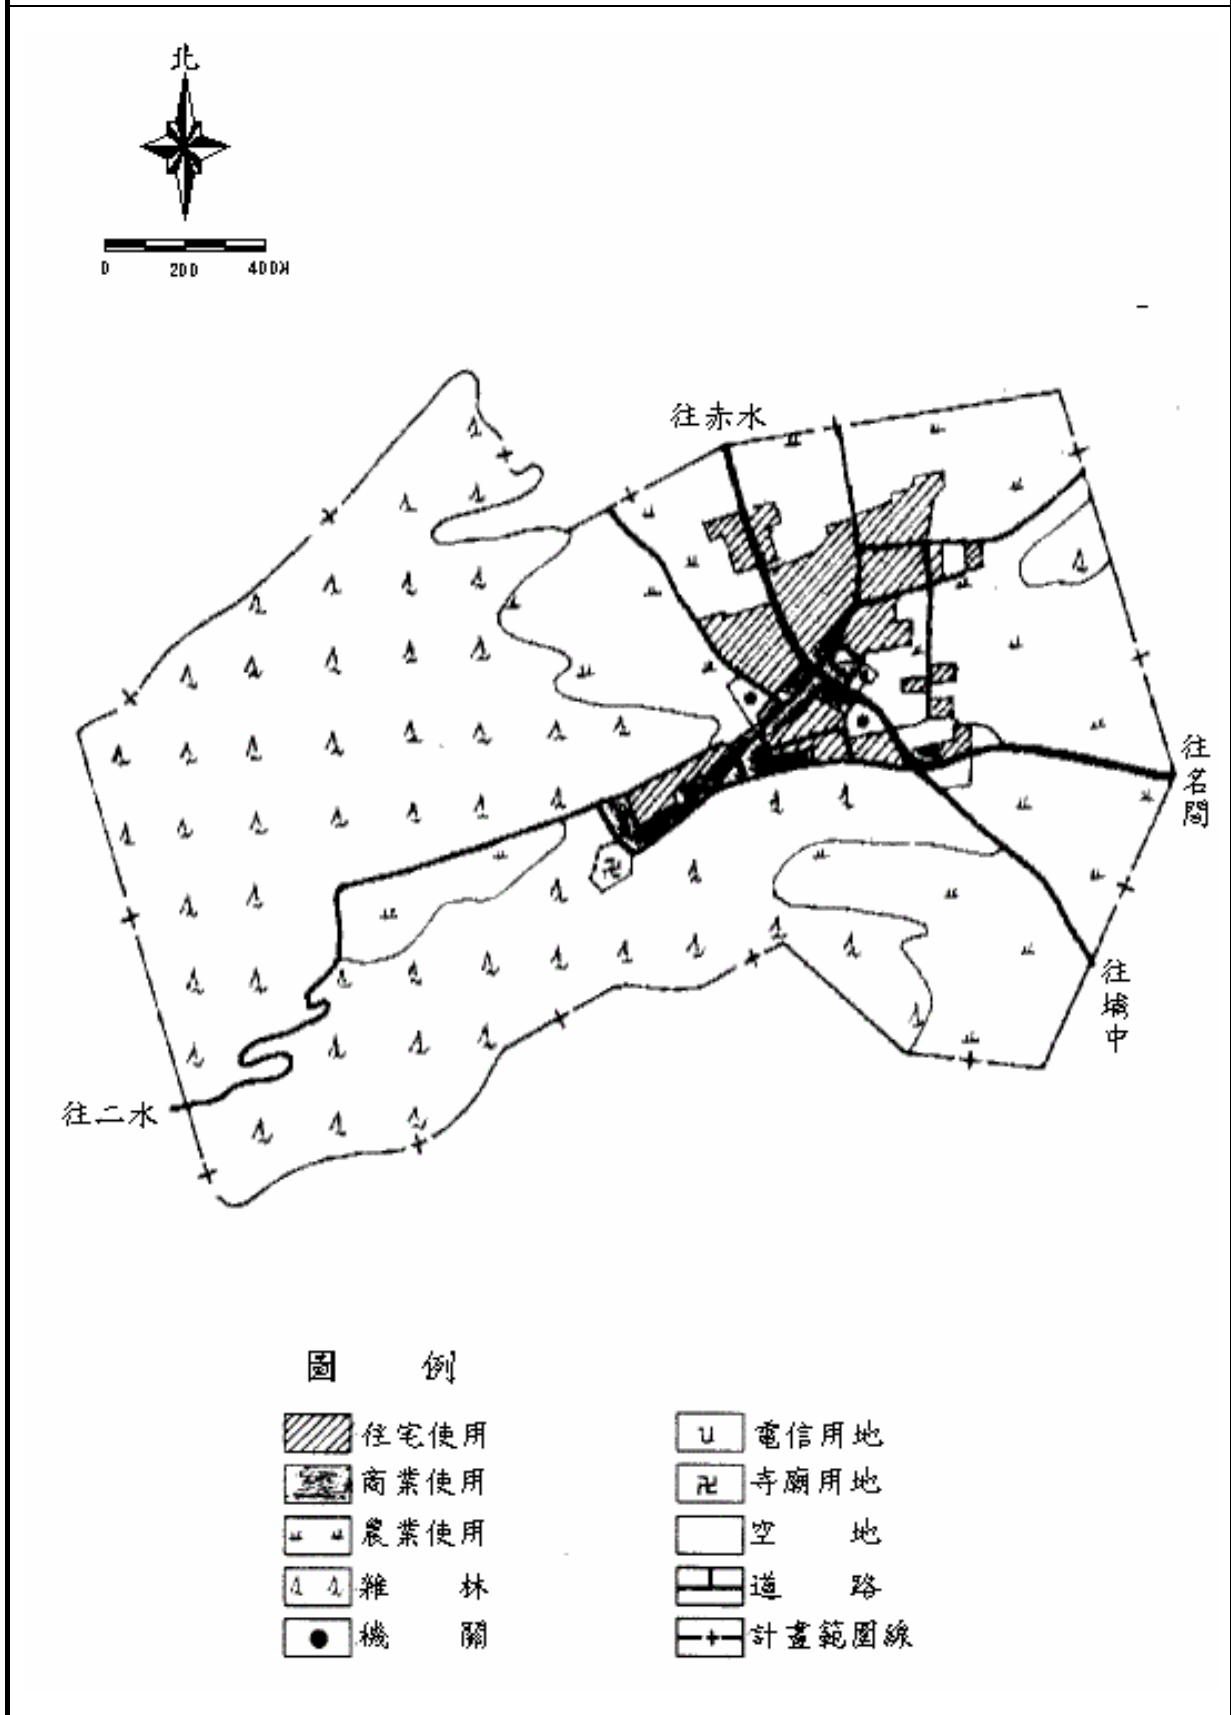 北
0 200 400M
往赤水
往名間
往埔中
往二水
卍
圖 例
住宅使用
u 電信用地
商業使用
卍 寺廟用地
農業使用
空 地
雜 林
道 路
機 關
計畫範圍線